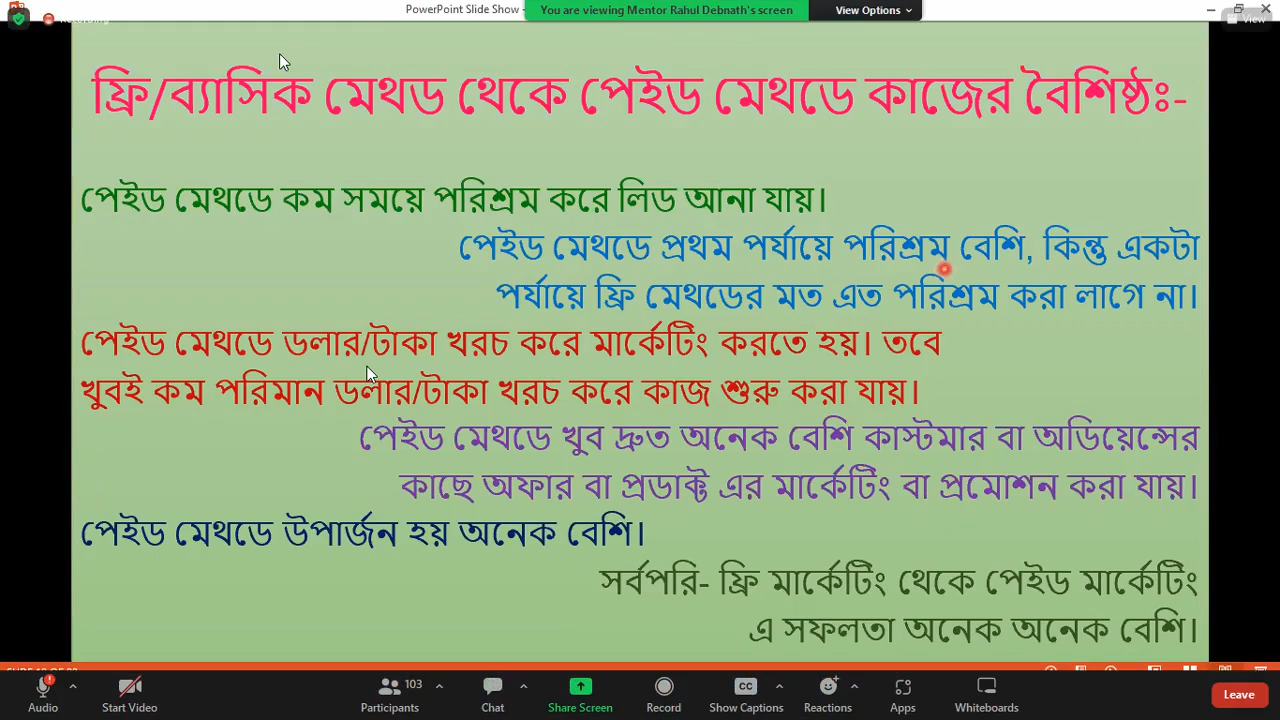 PowerPoint Slide Show -
You are viewing Mentor Rahul Debnath's screen
View Options
Recording
View
ফ্রি/ব্যাসিক মেথড থেকে পেইড মেথডে কাজের বৈশিষ্ঠঃ-
পেইড মেথডে কম সময়ে পরিশ্রম করে লিড আনা যায়।
পেইড মেথডে প্রথম পর্যায়ে পরিশ্রম বেশি, কিন্তু একটা
পর্যায়ে ফ্রি মেথডের মত এত পরিশ্রম করা লাগে না।
পেইড মেথডে ডলার/টাকা খরচ করে মার্কেটিং করতে হয়। তবে
খুবই কম পরিমান ডলার/টাকা খরচ করে কাজ শুরু করা যায়।
পেইড মেথডে খুব দ্রুত অনেক বেশি কাস্টমার বা অডিয়েন্সের
কাছে অফার বা প্রডাক্ট এর মার্কেটিং বা প্রমোশন করা যায়।
পেইড মেথডে উপার্জন হয় অনেক বেশি।
সর্বপরি- ফ্রি মার্কেটিং থেকে পেইড মার্কেটিং
এ সফলতা অনেক অনেক বেশি।
103
Audio
Start Video
Participants
Chat
Share Screen
Record
CC
Show Captions
Reactions
Apps
Whiteboards
Leave